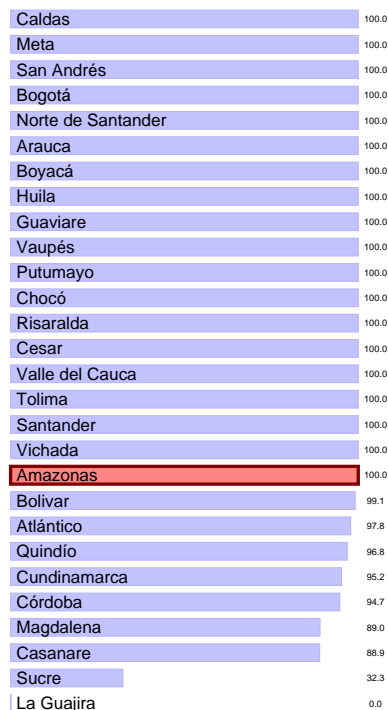 Caldas 100.0
Meta 100.0
San Andrés 100.0
Bogotá 100.0
Norte de Santander 100.0
Arauca 100.0
Boyacá 100.0
Huila 100.0
Guaviare 100.0
Vaupés 100.0
Putumayo 100.0
Chocó 100.0
Risaralda 100.0
Cesar 100.0
Valle del Cauca 100.0
Tolima 100.0
Santander 100.0
Vichada 100.0
Amazonas 100.0
Bolivar 99.1
Atlántico 97.8
Quindío 96.8
Cundinamarca 95.2
Córdoba 94.7
Magdalena 89.0
Casanare 88.9
Sucre 32.3
La Guajira 0.0